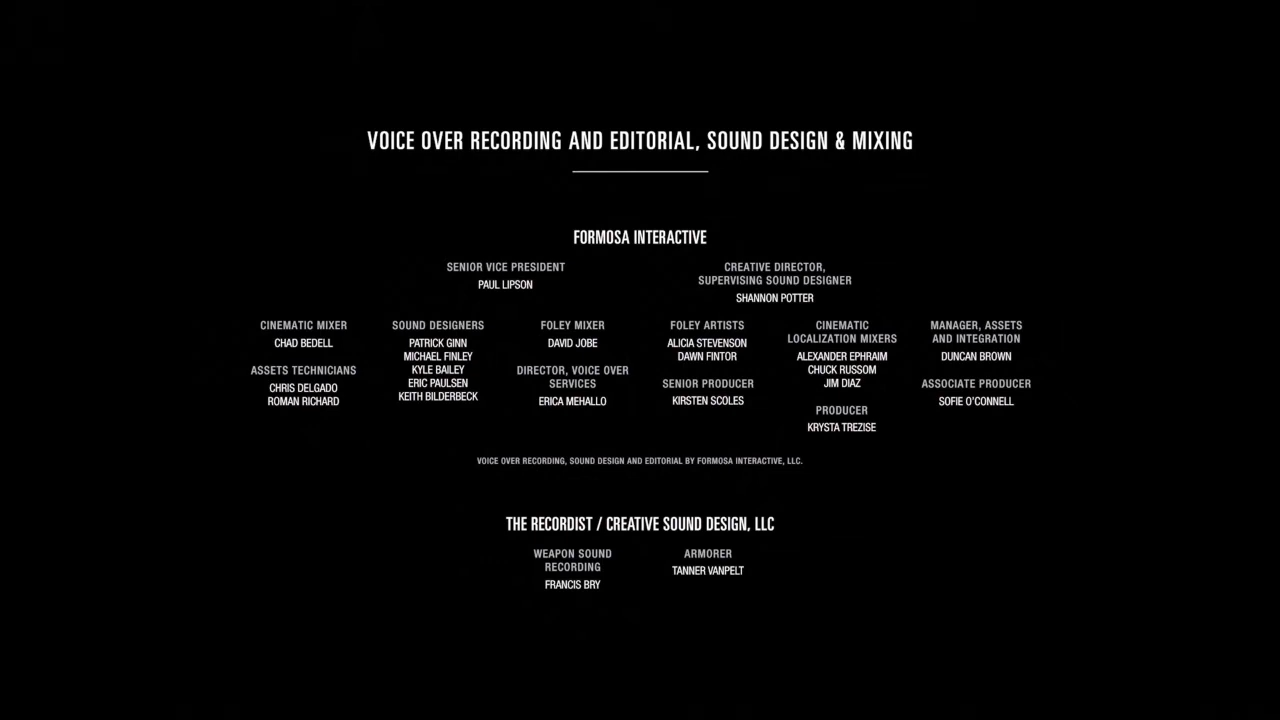 VOICE OVER RECORDING AND EDITORIAL, SOUND DESIGN & MIXING
FORMOSA INTERACTIVE
SENIOR VICE PRESIDENT
PAUL LIPSON
CREATIVE DIRECTOR,
SUPERVISING SOUND DESIGNER
SHANNON POTTER
CINEMATIC MIXER
CHAD BEDELL
ASSETS TECHNICIANS
CHRIS DELGADO
ROMAN RICHARD
SOUND DESIGNERS
PATRICK GINN
MICHAEL FINLEY
KYLE BAILEY
ERIC PAULSEN
KEITH BILDERBECK
FOLEY MIXER
DAVID JOBE
DIRECTOR, VOICE OVER
SERVICES
ERICA MEHALLO
FOLEY ARTISTS
ALICIA STEVENSON
DAWN FINTOR
SENIOR PRODUCER
KIRSTEN SCOLES
CINEMATIC
LOCALIZATION MIXERS
ALEXANDER EPHRAIM
CHUCK RUSSOM
JIM DIAZ
PRODUCER
KRYSTA TREZISE
MANAGER, ASSETS
AND INTEGRATION
DUNCAN BROWN
ASSOCIATE PRODUCER
SOFIE O'CONNELL
VOICE OVER RECORDING, SOUND DESIGN AND EDITORIAL BY FORMOSA INTERACTIVE, LLC.
THE RECORDIST / CREATIVE SOUND DESIGN, LLC
WEAPON SOUND
RECORDING
FRANCIS BRY
ARMORER
TANNER VANPELT